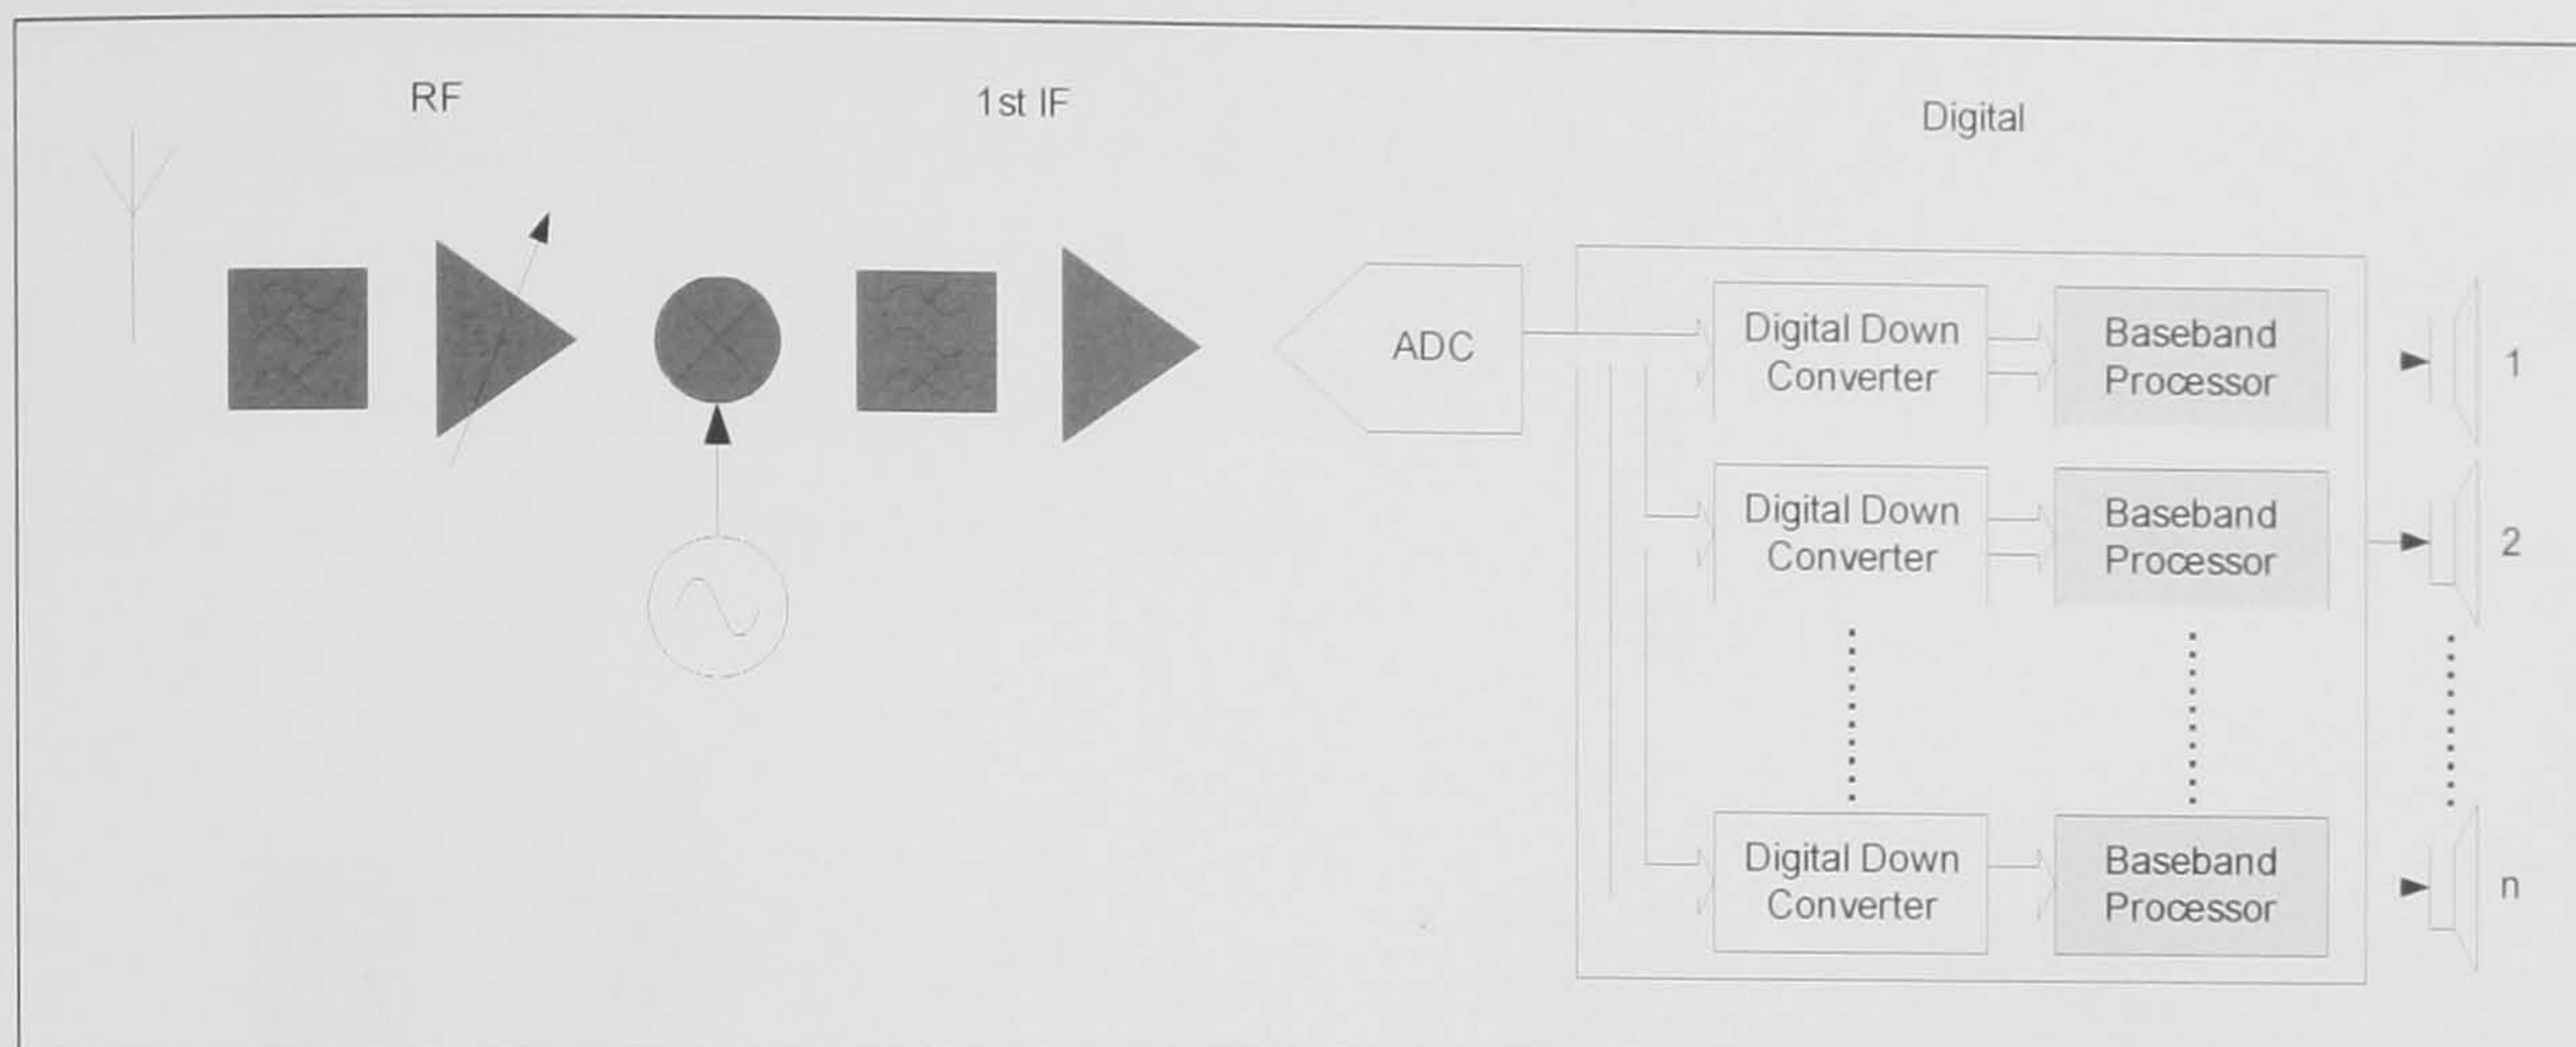 RF
1st IF
Digital
ADC
Digital Down
Converter
Baseband
Processor
1
Digital Down
Converter
Baseband
Processor
2
Digital Down
Converter
Baseband
Processor
n